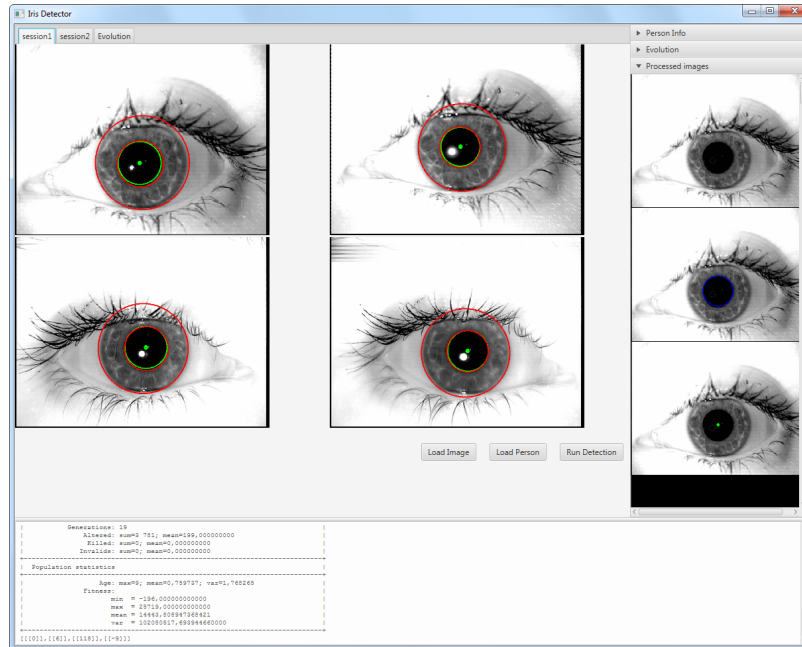 Iris Detector
session1 session2 Evolution
Person Info
Evolution
Processed images
Load Image Load Person Run Detection
| Generations: 19 |
| Altered: sum=3 781; mean=199,000000000 |
| Killed: sum=0; mean=0,000000000 |
| Invalids: sum=0; mean=0,000000000 |
| Population statistics |
| Age: max=9; mean=0,759737; var=1,768265 |
| Fitness: |
| min = -196,000000000000 |
| max = 28719,000000000000 |
| mean = 14443,808947368421 |
| var = 102080817,693944660000 |
[[[0]],[[6]],[[118]],[[-9]]]